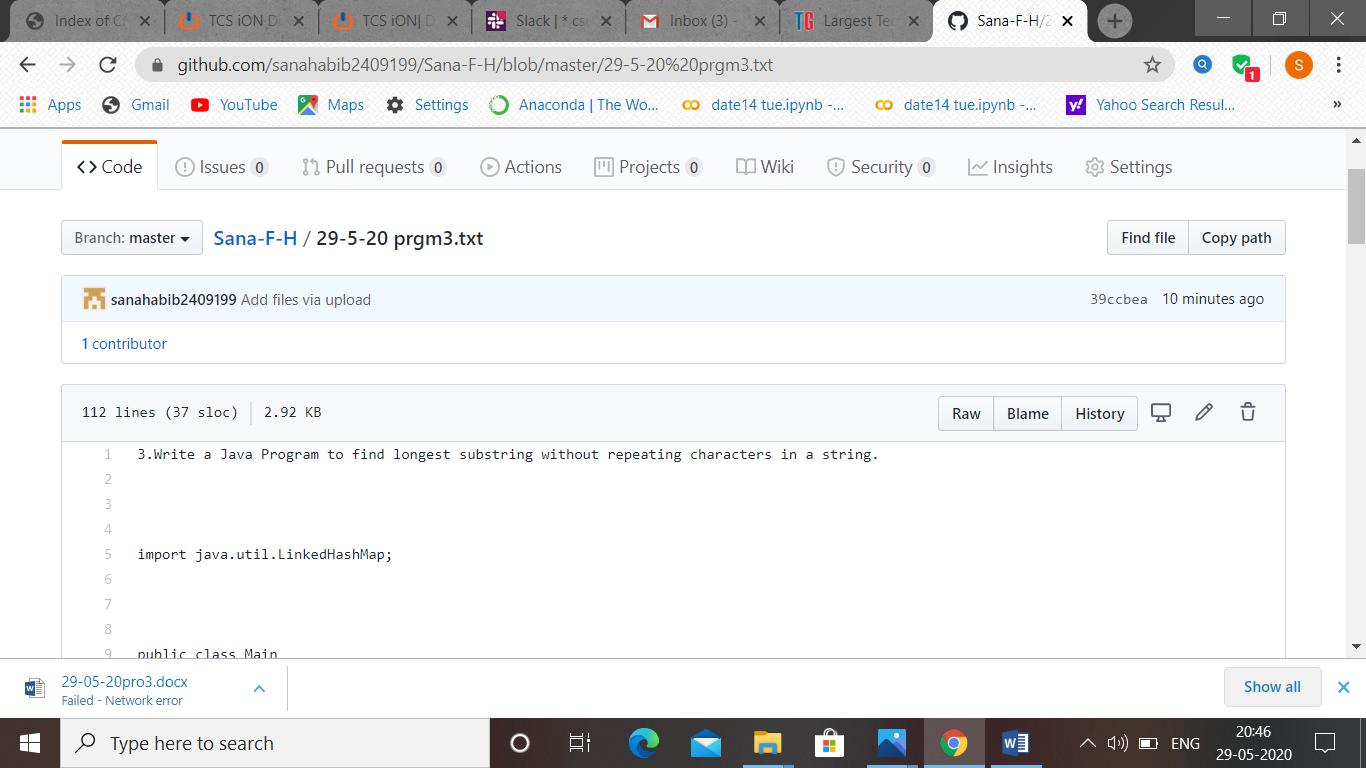 Index of C
TCS iON D
TCS iON| D
Slack | * cs
Inbox (3)
TG Largest Te
Sana-F-H/
github.com/sanahabib2409199/Sana-F-H/blob/master/29-5-20%20prgm3.txt
1
S
Apps Gmail YouTube Maps Settings Anaconda | The Wo... date14 tue.ipynb -... date14 tue.ipynb -... Yahoo Search Resul... »
<> Code Issues 0 Pull requests 0 Actions Projects 0 Wiki Security 0 Insights Settings
Branch: master Sana-F-H / 29-5-20 prgm3.txt Find file Copy path
sanahabib2409199 Add files via upload 39ccbea 10 minutes ago
1 contributor
112 lines (37 sloc) 2.92 KB Raw Blame History
1 3.Write a Java Program to find longest substring without repeating characters in a string.
2
3
4
5 import java.util.LinkedHashMap;
6
7
8
9 public class Main
29-05-20pro3.docx
Failed - Network error
Show all
Type here to search
ENG
20:46
29-05-2020